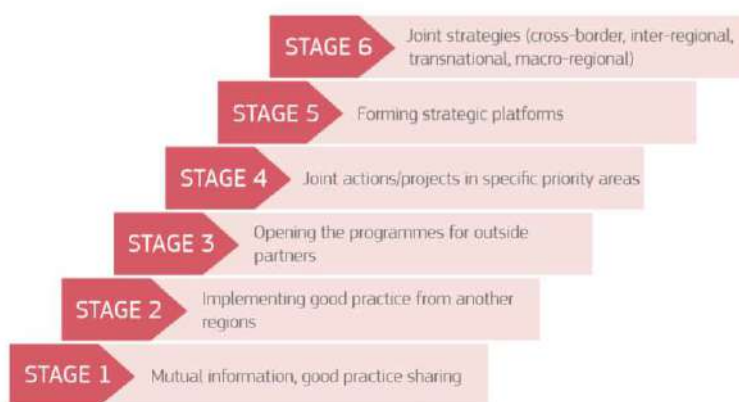 STAGE 6
Joint strategies (cross-border, inter-regional,
transnational, macro-regional)
STAGE 5
Forming strategic platforms
STAGE 4
Joint actions/projects in specific priority areas
STAGE 3
Opening the programmes for outside
partners
STAGE 2
Implementing good practice from another
regions
STAGE 1
Mutual information, good practice sharing